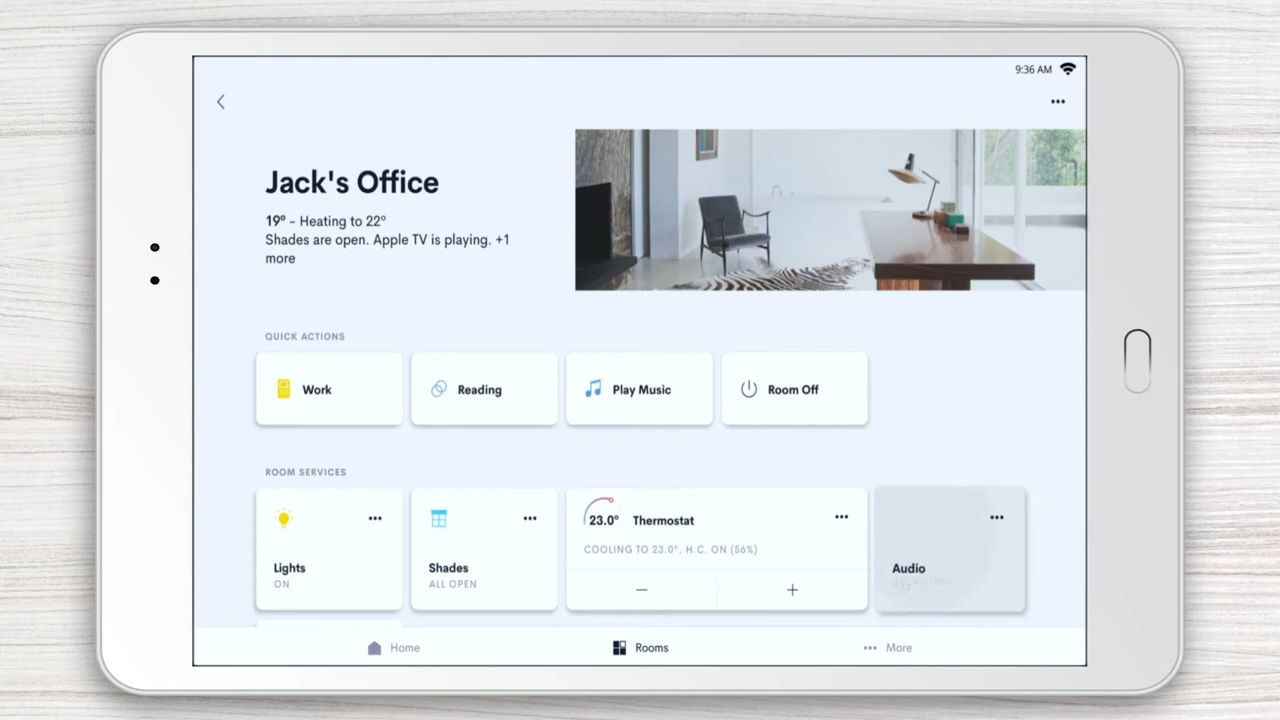 9:36 AM
Jack's Office
19° - Heating to 22°
Shades are open. Apple TV is playing. +1
more
QUICK ACTIONS
Work
Reading
Play Music
Room Off
ROOM SERVICES
Lights
ON
Shades
ALL OPEN
23.0°
Thermostat
COOLING TO 23.0°, H.C. ON (56%)
Audio
Home
Rooms
More